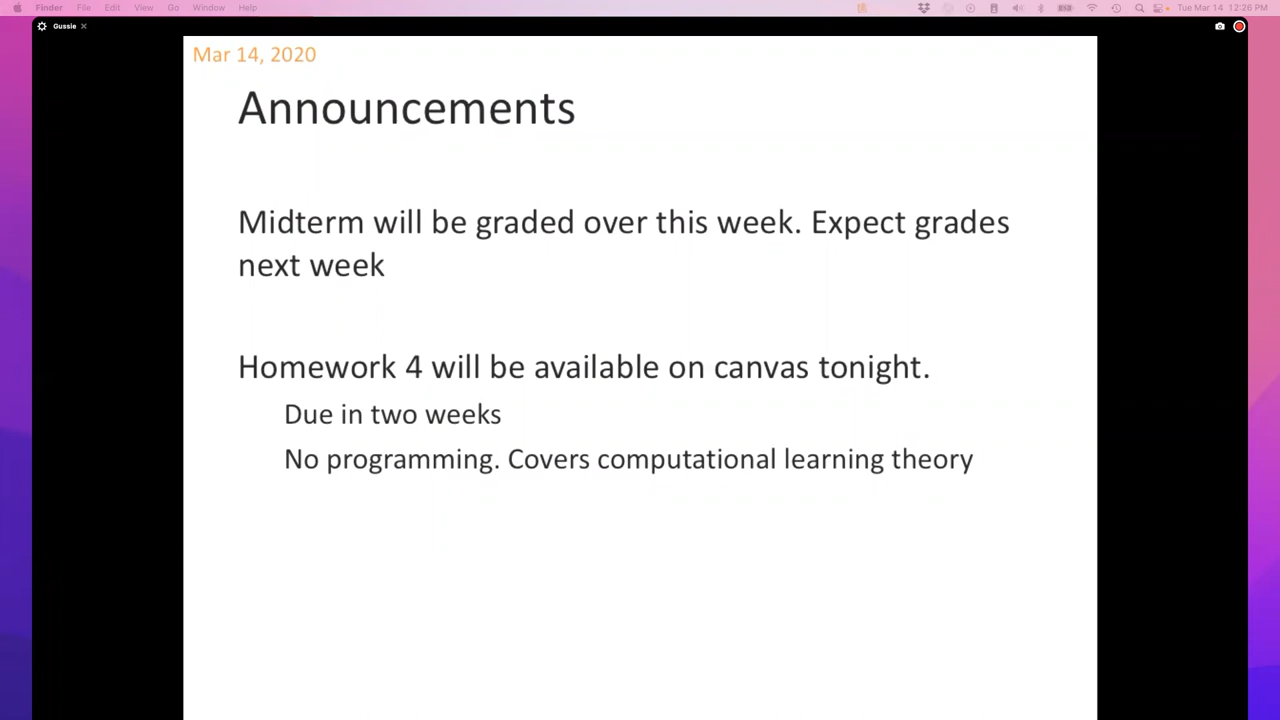 Finder File Edit View Go Window Help Tue Mar 14 12:26 PM
Gussie
Mar 14, 2020
Announcements
Midterm will be graded over this week. Expect grades
next week
Homework 4 will be available on canvas tonight.
Due in two weeks
No programming. Covers computational learning theory